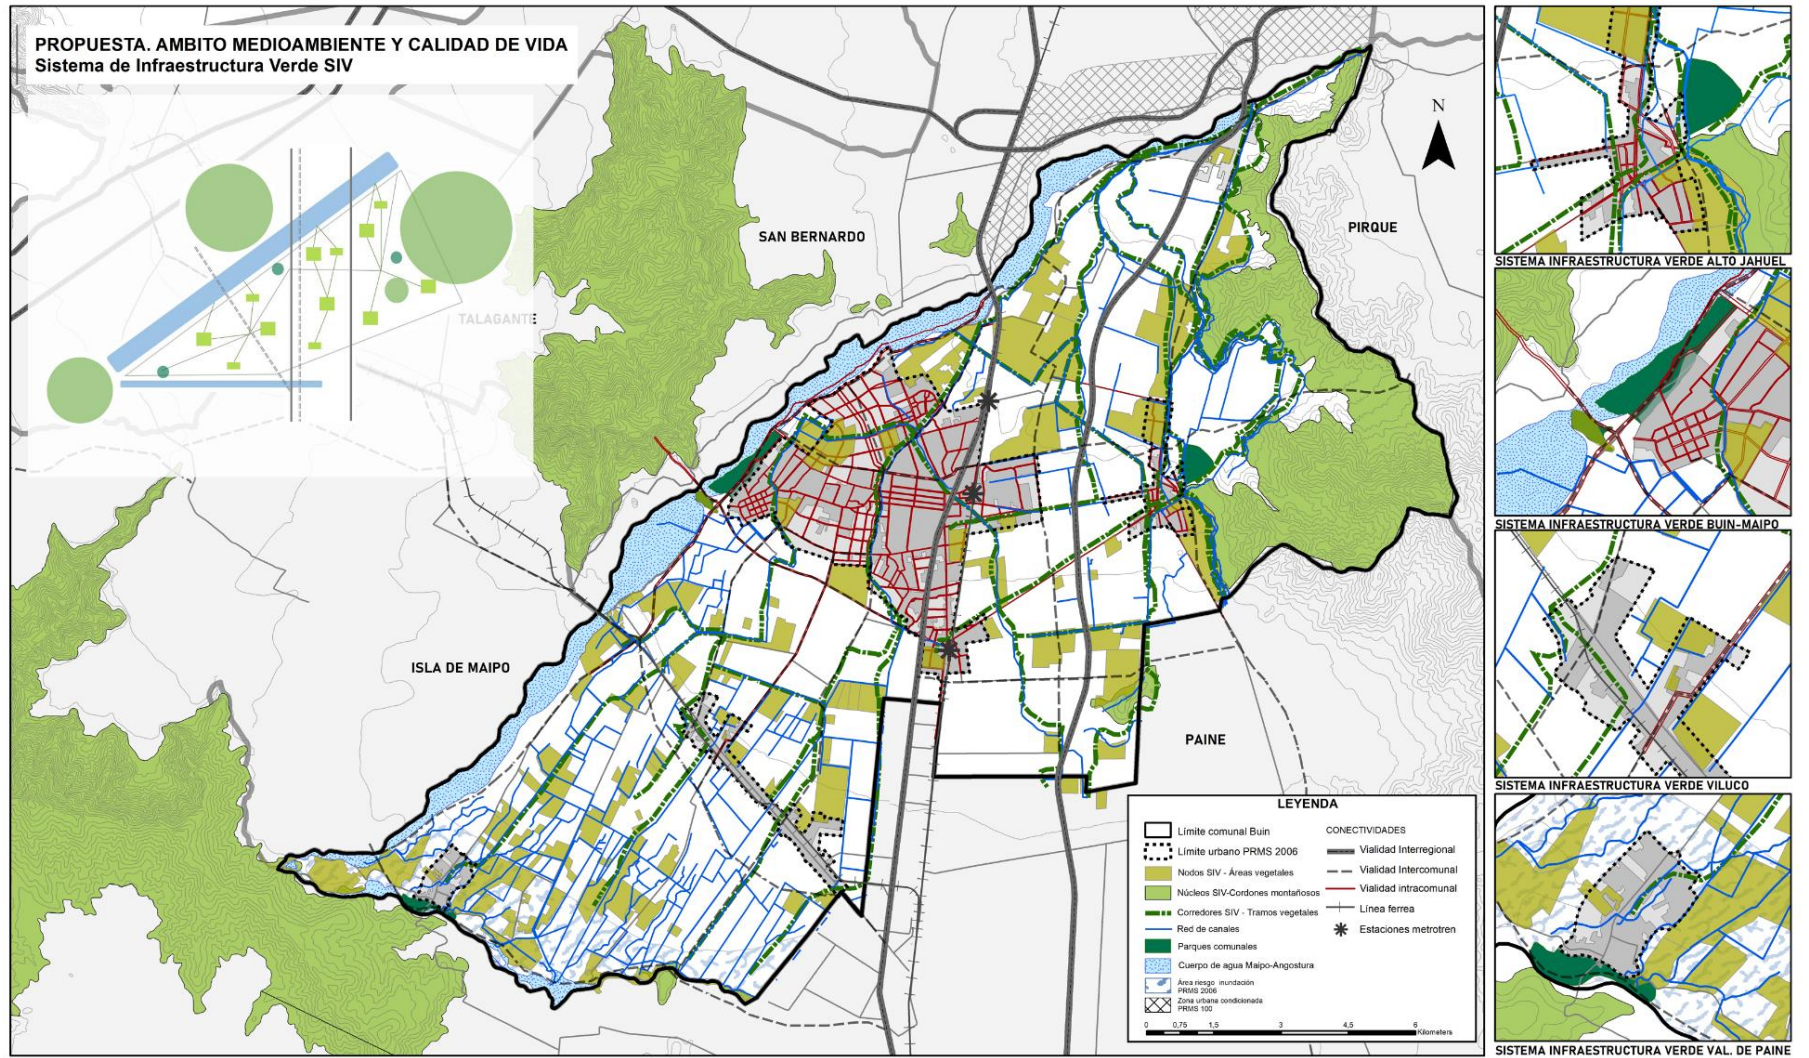 PROPUESTA. AMBITO MEDIOAMBIENTE Y CALIDAD DE VIDA
Sistema de Infraestructura Verde SIV
TALAGANTE
SAN BERNARDO
PIRQUE
N
ISLA DE MAIPO
PAINE
LEYENDA
Límite comunal Buin
Límite urbano PRMS 2006
Nodos SIV - Áreas vegetales
Núcleos SIV-Cordones montañosos
Corredores SIV - Tramos vegetales
Red de canales
Parques comunales
Cuerpo de agua Maipo-Angostura
Área riesgo inundación
PRMS 2006
Zona urbana condicionada
PRMS 100
CONECTIVIDADES
Vialidad Interregional
Vialidad Intercomunal
Vialidad intracomunal
Línea ferrea
Estaciones metrotren
0 0,75 1,5 3 4,5 6
Kilometers
SISTEMA INFRAESTRUCTURA VERDE ALTO JAHUEL
SISTEMA INFRAESTRUCTURA VERDE BUIN-MAIPO
SISTEMA INFRAESTRUCTURA VERDE VILUCO
SISTEMA INFRAESTRUCTURA VERDE VAL. DE PAINE